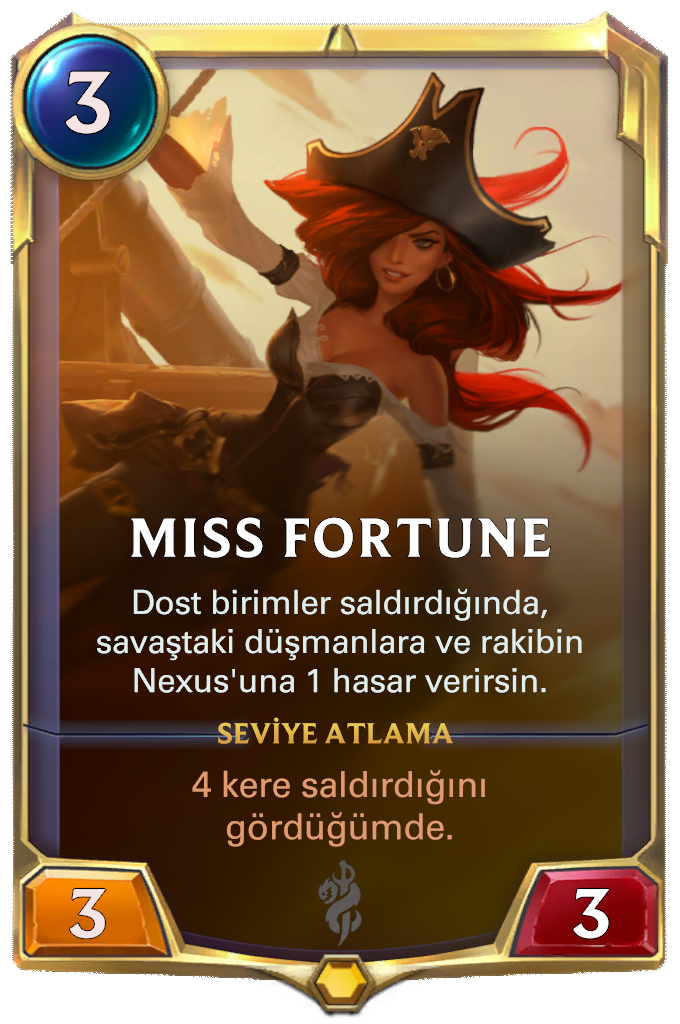 3
MISS FORTUNE
Dost birimler saldırdığında,
savaştaki düşmanlara ve rakibin
Nexus'una 1 hasar verirsin.
SEVİYE ATLAMA
4 kere saldırdığını
gördüğümde.
3
3